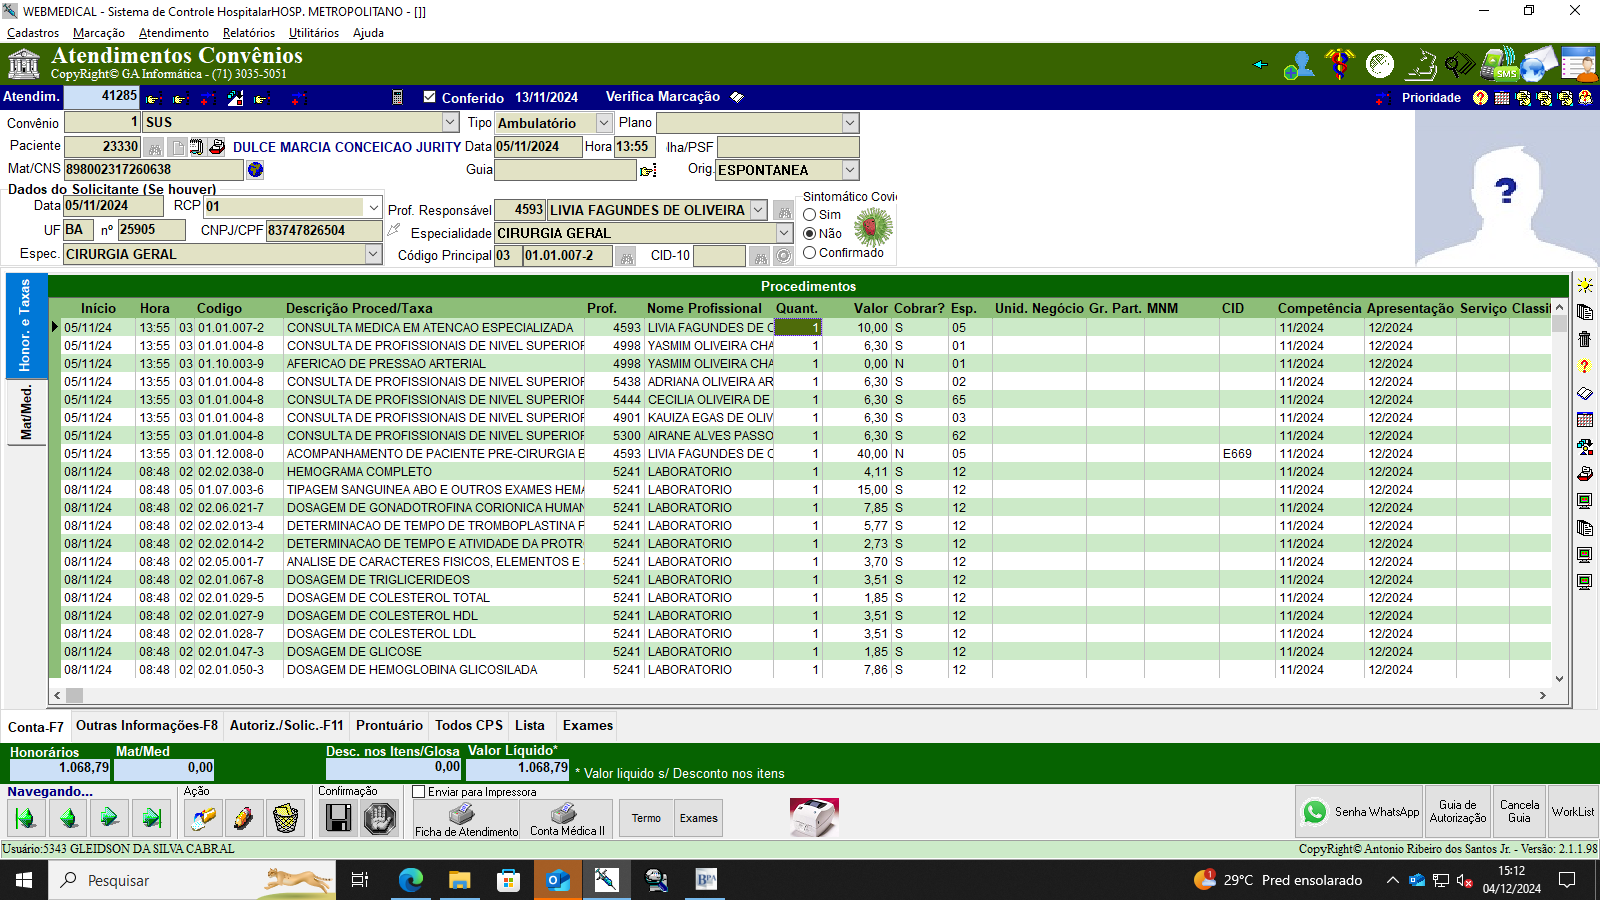 WEBMEDICAL - Sistema de Controle HospitalarHOSP. METROPOLITANO - []]
Cadastros Marcação Atendimento Relatórios Utilitários Ajuda
Atendimentos Convênios
CopyRight© GA Informática - (71) 3035-5051
SMS
Atendim. 41285 Conferido 13/11/2024 Verifica Marcação Prioridade
Convênio 1 SUS Tipo Ambulatório Plano
Paciente 23330 DULCE MARCIA CONCEICAO JURITY Data 05/11/2024 Hora 13:55 lha/PSF
Mat/CNS 898002317260638 Guia Orig. ESPONTANEA
Dados do Solicitante (Se houver)
Data 05/11/2024 RCP 01
UF BA nº 25905 CNPJ/CPF 83747826504
Espec. CIRURGIA GERAL
Prof. Responsável 4593 LIVIA FAGUNDES DE OLIVEIRA
Especialidade CIRURGIA GERAL
Código Principal 03 01.01.007-2 CID-10
Sintomático Covi
Sim
Não
Confirmado
Honor. e Taxas
Mat/Med.
Procedimentos
Início Hora Codigo Descrição Proced/Taxa Prof. Nome Profissional Quant. Valor Cobrar? Esp. Unid. Negócio Gr. Part. MNM CID Competência Apresentação Serviço Classif
05/11/24 13:55 03 01.01.007-2 CONSULTA MEDICA EM ATENCAO ESPECIALIZADA 4593 LIVIA FAGUNDES DE C 1 10,00 S 05 11/2024 12/2024
05/11/24 13:55 03 01.01.004-8 CONSULTA DE PROFISSIONAIS DE NIVEL SUPERIOR 4998 YASMIM OLIVEIRA CHA 1 6,30 S 01 11/2024 12/2024
05/11/24 13:55 03 01.10.003-9 AFERICAO DE PRESSAO ARTERIAL 4998 YASMIM OLIVEIRA CHA 1 0,00 N 01 11/2024 12/2024
05/11/24 13:55 03 01.01.004-8 CONSULTA DE PROFISSIONAIS DE NIVEL SUPERIOR 5438 ADRIANA OLIVEIRA AR 1 6,30 S 02 11/2024 12/2024
05/11/24 13:55 03 01.01.004-8 CONSULTA DE PROFISSIONAIS DE NIVEL SUPERIOR 5444 CECILIA OLIVEIRA DE 1 6,30 S 65 11/2024 12/2024
05/11/24 13:55 03 01.01.004-8 CONSULTA DE PROFISSIONAIS DE NIVEL SUPERIOR 4901 KAUIZA EGAS DE OLIV 1 6,30 S 03 11/2024 12/2024
05/11/24 13:55 03 01.01.004-8 CONSULTA DE PROFISSIONAIS DE NIVEL SUPERIOR 5300 AIRANE ALVES PASSO 1 6,30 S 62 11/2024 12/2024
05/11/24 13:55 03 01.12.008-0 ACOMPANHAMENTO DE PACIENTE PRE-CIRURGIA E 4593 LIVIA FAGUNDES DE C 1 40,00 N 05 E669 11/2024 12/2024
08/11/24 08:48 02 02.02.038-0 HEMOGRAMA COMPLETO 5241 LABORATORIO 1 4,11 S 12 11/2024 12/2024
08/11/24 08:48 05 01.07.003-6 TIPAGEM SANGUINEA ABO E OUTROS EXAMES HEMA 5241 LABORATORIO 1 15,00 S 12 11/2024 12/2024
08/11/24 08:48 02 02.06.021-7 DOSAGEM DE GONADOTROFINA CORIONICA HUMAN 5241 LABORATORIO 1 7,85 S 12 11/2024 12/2024
08/11/24 08:48 02 02.02.013-4 DETERMINACAO DE TEMPO DE TROMBOPLASTINA P 5241 LABORATORIO 1 5,77 S 12 11/2024 12/2024
08/11/24 08:48 02 02.02.014-2 DETERMINACAO DE TEMPO E ATIVIDADE DA PROTR 5241 LABORATORIO 1 2,73 S 12 11/2024 12/2024
08/11/24 08:48 02 02.05.001-7 ANALISE DE CARACTERES FISICOS, ELEMENTOS E 5241 LABORATORIO 1 3,70 S 12 11/2024 12/2024
08/11/24 08:48 02 02.01.067-8 DOSAGEM DE TRIGLICERIDEOS 5241 LABORATORIO 1 3,51 S 12 11/2024 12/2024
08/11/24 08:48 02 02.01.029-5 DOSAGEM DE COLESTEROL TOTAL 5241 LABORATORIO 1 1,85 S 12 11/2024 12/2024
08/11/24 08:48 02 02.01.027-9 DOSAGEM DE COLESTEROL HDL 5241 LABORATORIO 1 3,51 S 12 11/2024 12/2024
08/11/24 08:48 02 02.01.028-7 DOSAGEM DE COLESTEROL LDL 5241 LABORATORIO 1 3,51 S 12 11/2024 12/2024
08/11/24 08:48 02 02.01.047-3 DOSAGEM DE GLICOSE 5241 LABORATORIO 1 1,85 S 12 11/2024 12/2024
08/11/24 08:48 02 02.01.050-3 DOSAGEM DE HEMOGLOBINA GLICOSILADA 5241 LABORATORIO 1 7,86 S 12 11/2024 12/2024
Conta-F7 Outras Informações-F8 Autoriz./Solic.-F11 Prontuário Todos CPS Lista Exames
Honorários Mat/Med Desc. nos Itens/Glosa Valor Líquido*
1.068,79 0,00 0,00 1.068,79 * Valor liquido s/ Desconto nos itens
Navegando... Ação Confirmação Enviar para Impressora
Ficha de Atendimento Conta Médica II Termo Exames
Senha WhatsApp Guia de Autorização Cancela Guia WorkList
Usuário:5343 GLEIDSON DA SILVA CABRAL CopyRight© Antonio Ribeiro dos Santos Jr. - Versão: 2.1.1.98
Pesquisar BPA 1 29°C Pred ensolarado 15:12
04/12/2024